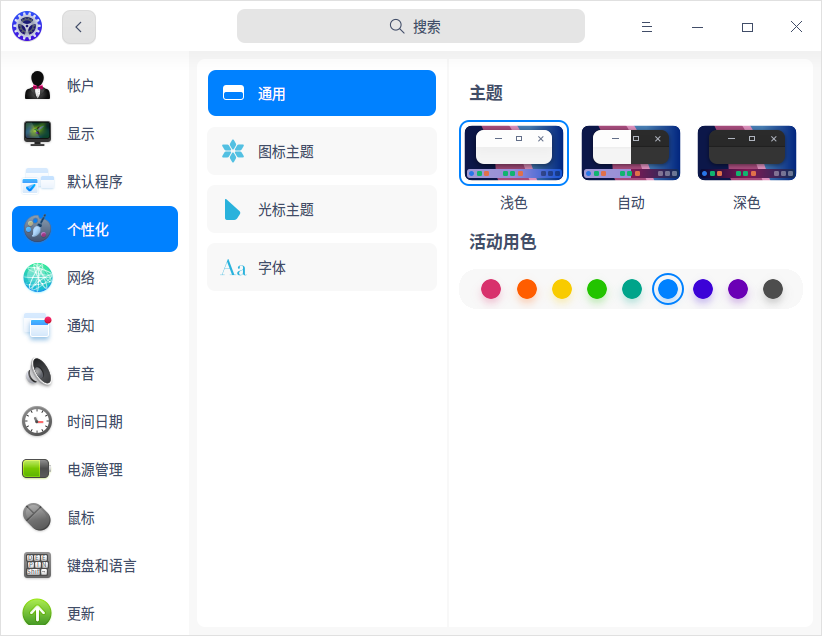 搜索
帐户
显示
默认程序
个性化
网络
通知
声音
时间日期
电源管理
鼠标
键盘和语言
更新
通用
图标主题
光标主题
Aa 字体
主题
浅色 自动 深色
活动用色